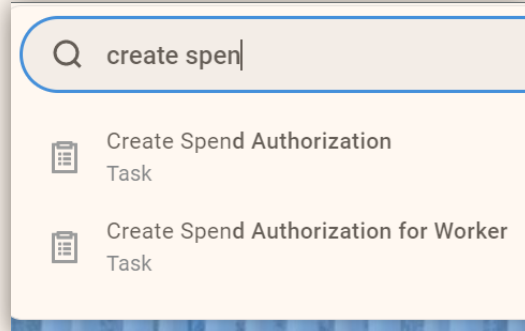 create spen
Create Spend Authorization
Task
Create Spend Authorization for Worker
Task